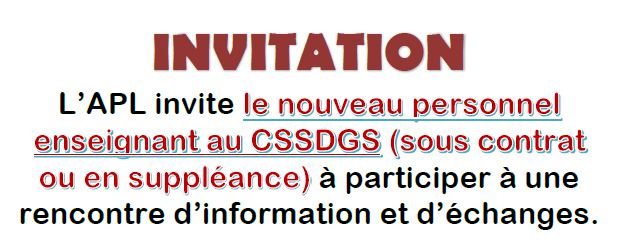 INVITATION
L’APL invite le nouveau personnel
enseignant au CSSDGS (sous contrat
ou en suppléance) à participer à une
rencontre d’information et d’échanges.